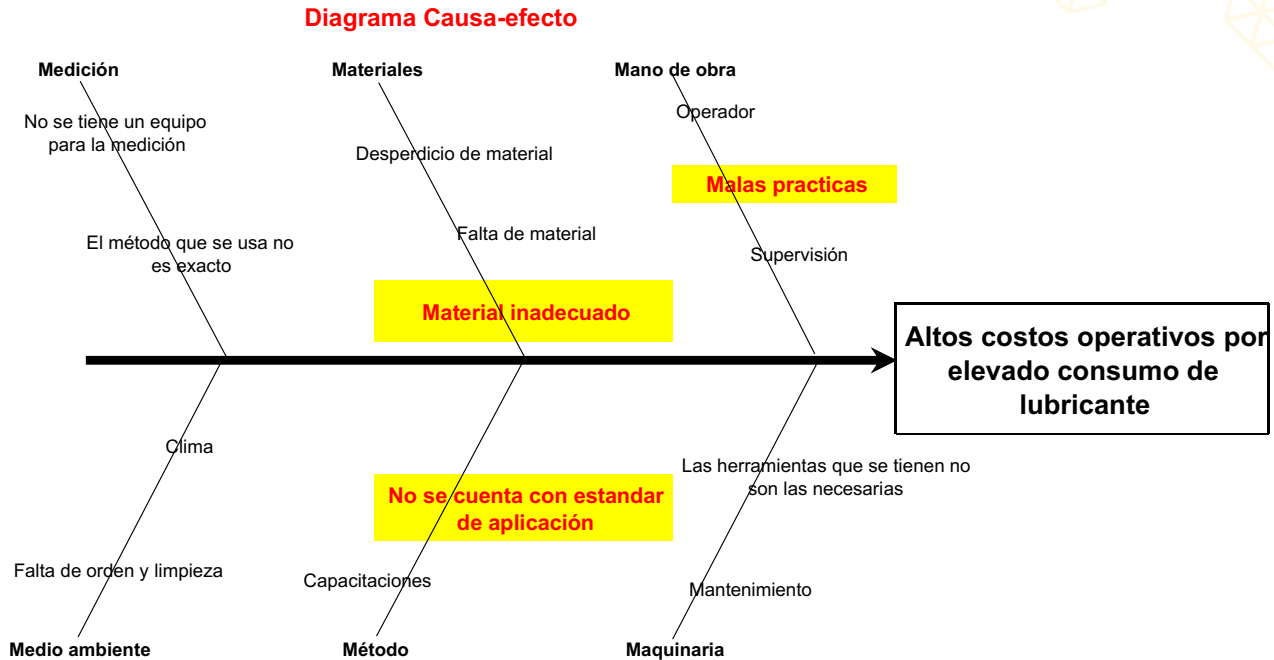 Diagrama Causa-efecto
Medición
Materiales
Mano de obra
No se tiene un equipo
para la medición
Desperdicio de material
Operador
Malas practicas
El método que se usa no
es exacto
Falta de material
Supervisión
Material inadecuado
Altos costos operativos por
elevado consumo de
lubricante
Clima
No se cuenta con estandar
de aplicación
Las herramientas que se tienen no
son las necesarias
Falta de orden y limpieza
Capacitaciones
Mantenimiento
Medio ambiente
Método
Maquinaria